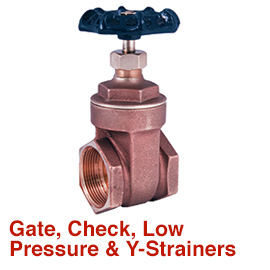 Gate, Check, Low
Pressure & Y-Strainers